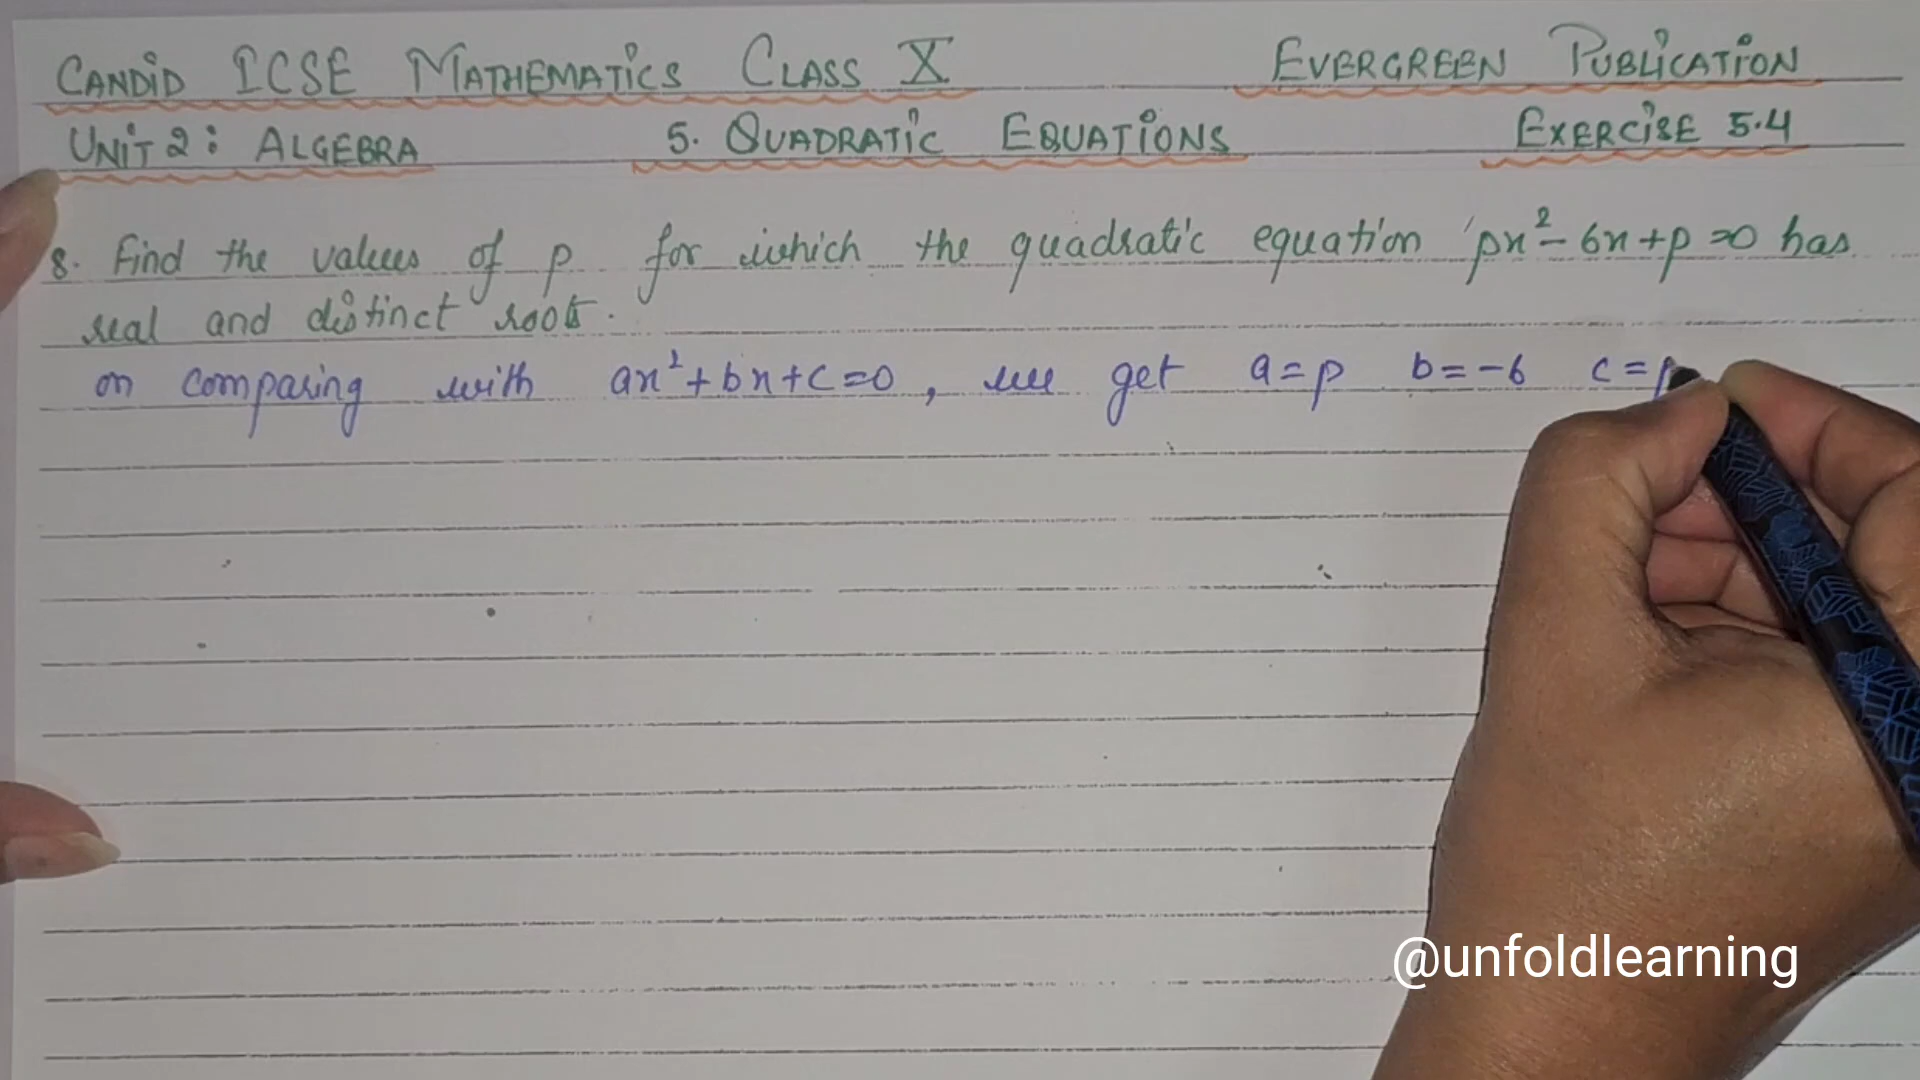 CANDID ICSE MATHEMATICS CLASS X EVERGREEN PUBLICATION
UNIT 2: ALGEBRA 5. QUADRATIC EQUATIONS EXERCISE 5.4
8. Find the values of p for which the quadratic equation px²-6x+p=0 has
real and distinct roots.
on comparing with ax²+bx+c=0, we get a=p b=-6 c=p
@unfoldlearning